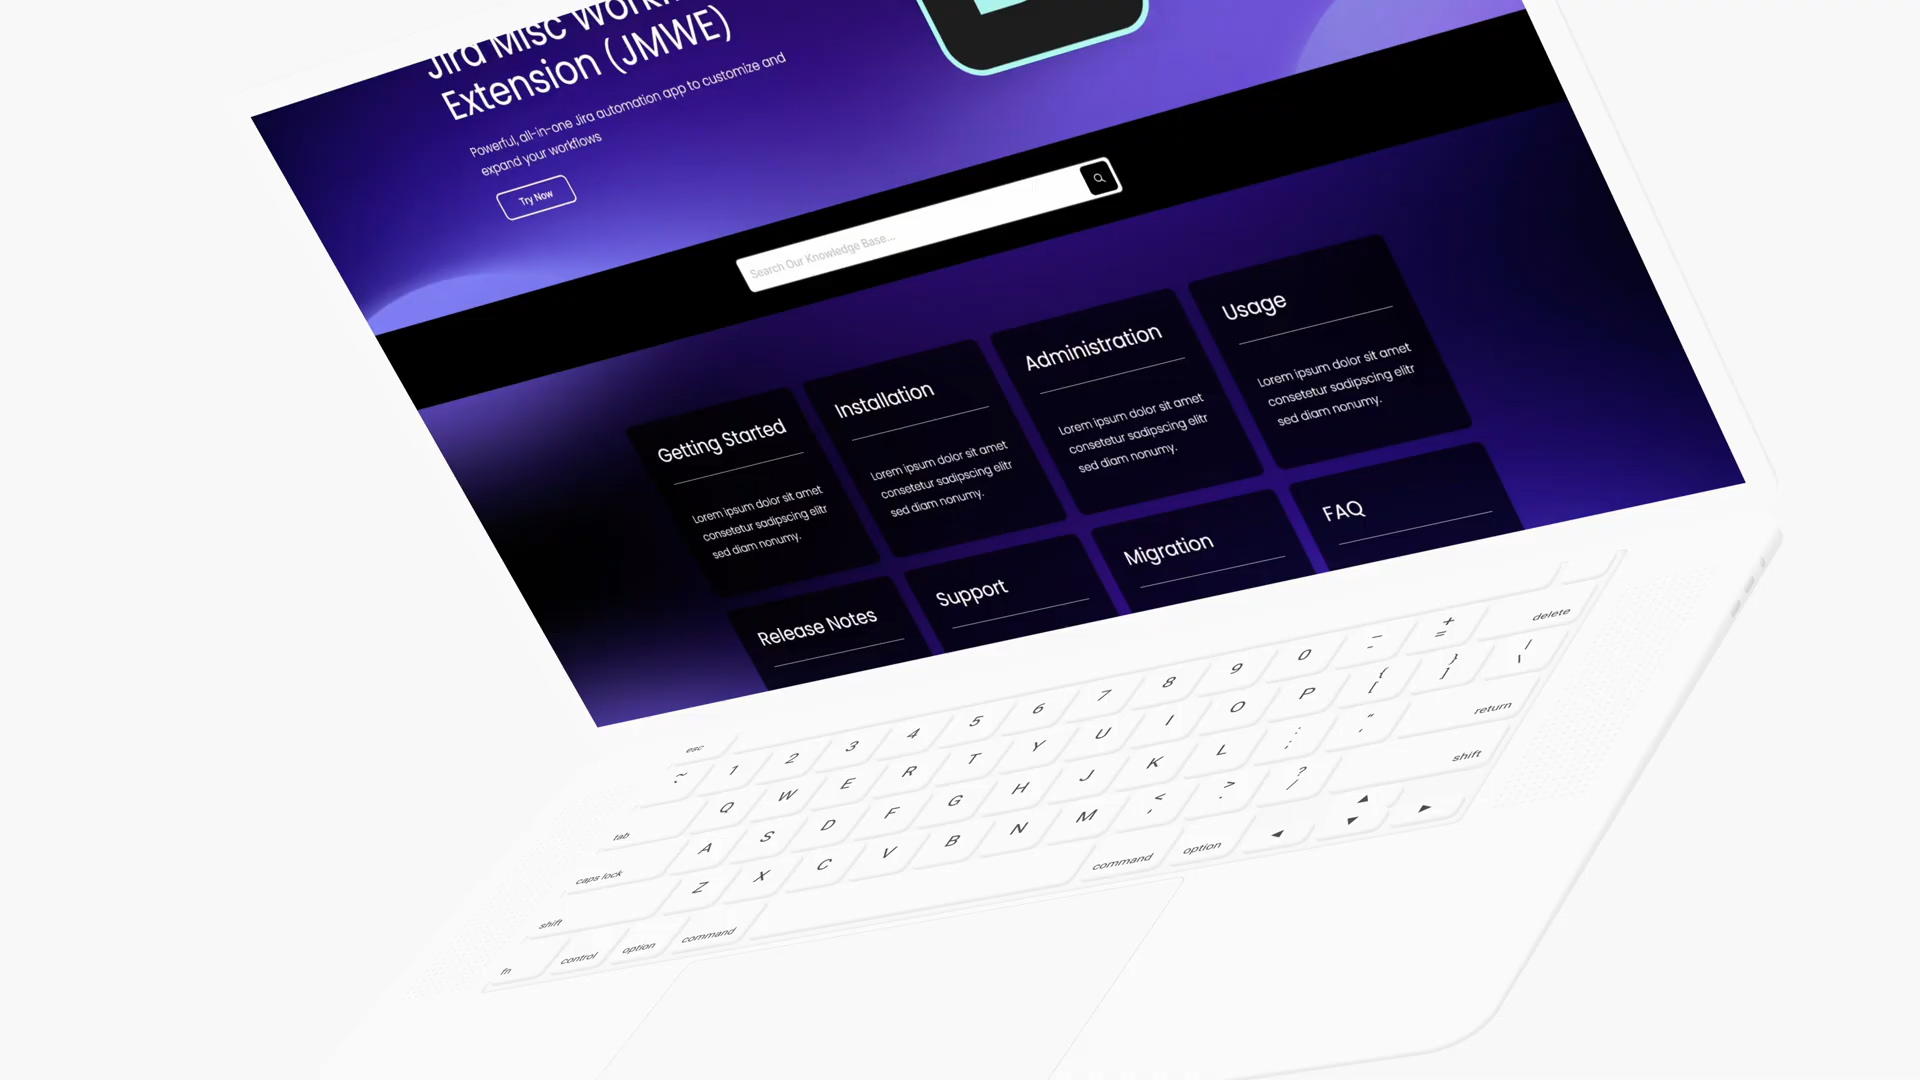 Jira Misc
Extension (JMWE)
Powerful, all-in-one Jira automation app to customize and
expand your workflows
Try Now
Search Our Knowledge Base...
Getting Started
Lorem ipsum dolor sit amet
consetetur sadipscing elitr
sed diam nonumy.
Installation
Lorem ipsum dolor sit amet
consetetur sadipscing elitr
sed diam nonumy.
Administration
Lorem ipsum dolor sit amet
consetetur sadipscing elitr
sed diam nonumy.
Usage
Lorem ipsum dolor sit amet
consetetur sadipscing elitr
sed diam nonumy.
Release Notes
Support
Migration
FAQ
esc
~ 1 2 3 4 5 6 7 8 9 0 - + = delete
tab Q W E R T Y U I O P { [ } ] | \
caps lock A S D F G H J K L : ; " ' return
shift Z X C V B N M < , > . ? / shift
fn control option command command option ◀ ▲ ▼ ▶